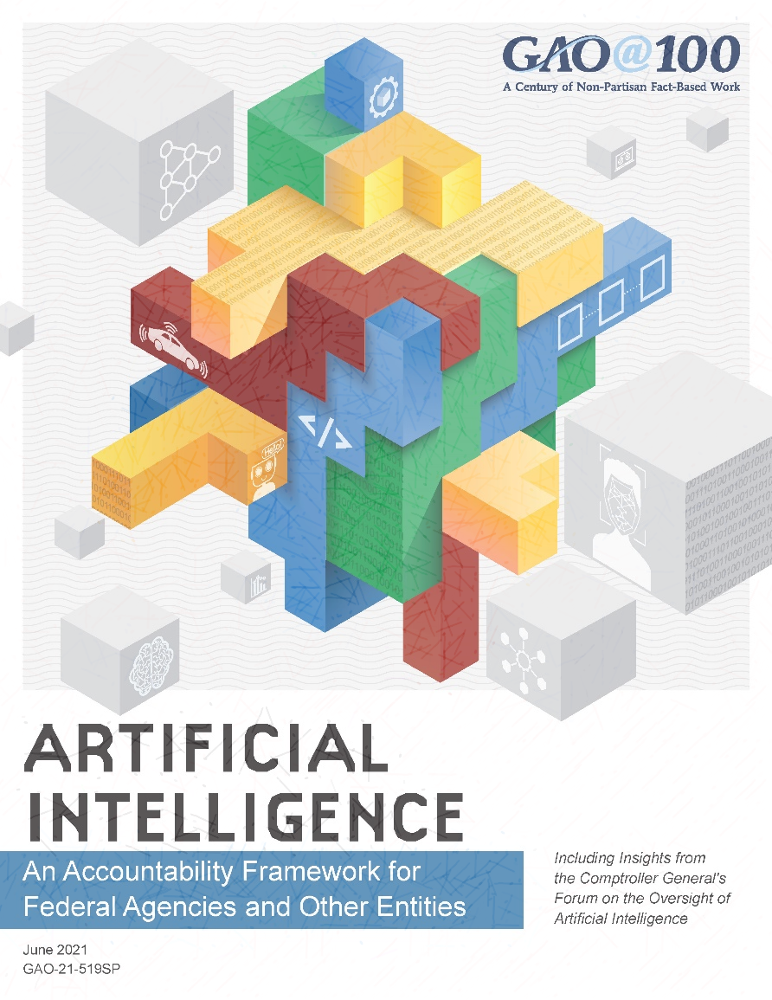 GAO@100
A Century of Non-Partisan Fact-Based Work
</>
Hello!
ARTIFICIAL
INTELLIGENCE
An Accountability Framework for
Federal Agencies and Other Entities
Including Insights from
the Comptroller General's
Forum on the Oversight of
Artificial Intelligence
June 2021
GAO-21-519SP